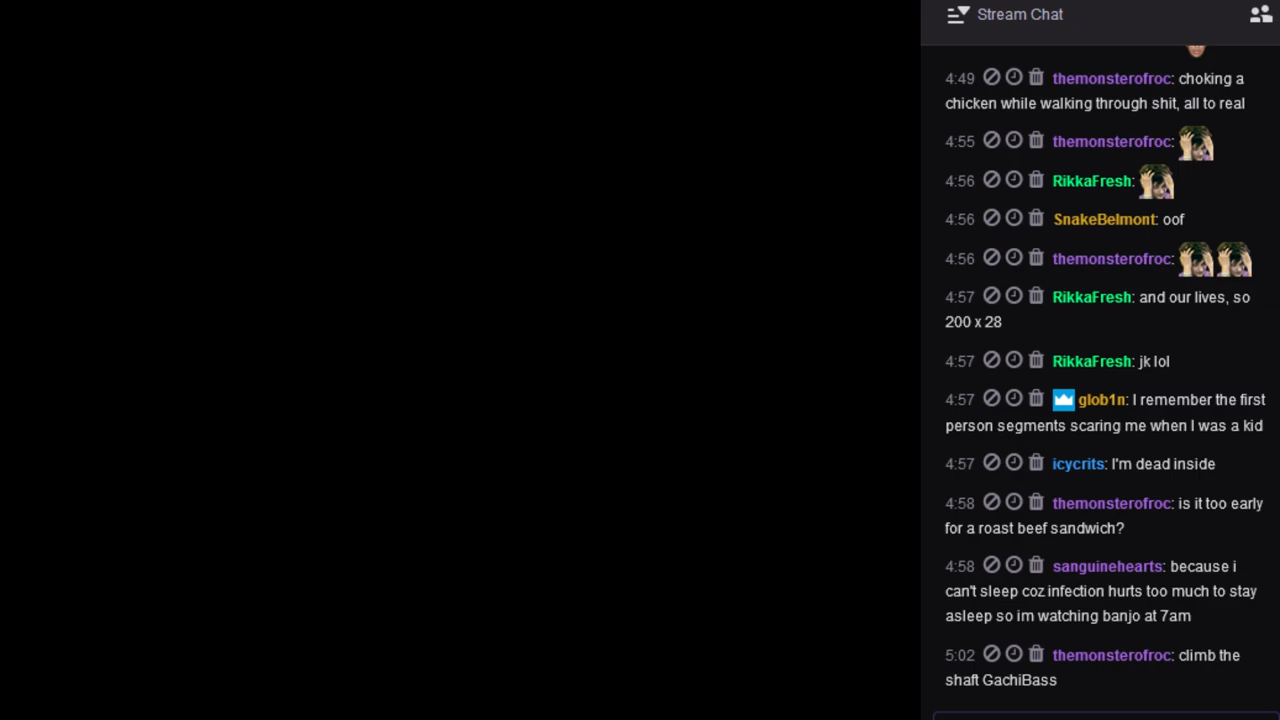 Stream Chat
4:49 themonsterofroc: choking a
chicken while walking through shit, all to real
4:55 themonsterofroc:
4:56 RikkaFresh:
4:56 SnakeBelmont: oof
4:56 themonsterofroc:
4:57 RikkaFresh: and our lives, so
200 x 28
4:57 RikkaFresh: jk lol
4:57 glob1n: I remember the first
person segments scaring me when I was a kid
4:57 icycrits: I'm dead inside
4:58 themonsterofroc: is it too early
for a roast beef sandwich?
4:58 sanguinehearts: because i
can't sleep coz infection hurts too much to stay
asleep so im watching banjo at 7am
5:02 themonsterofroc: climb the
shaft GachiBass